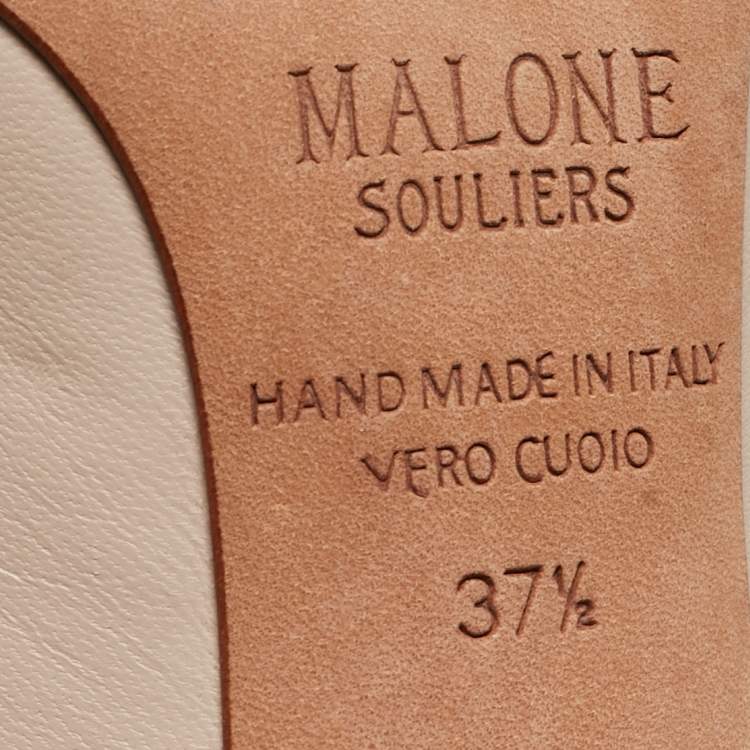 MALONE
SOULIERS
HAND MADE IN ITALY
VERO CUOIO
37½